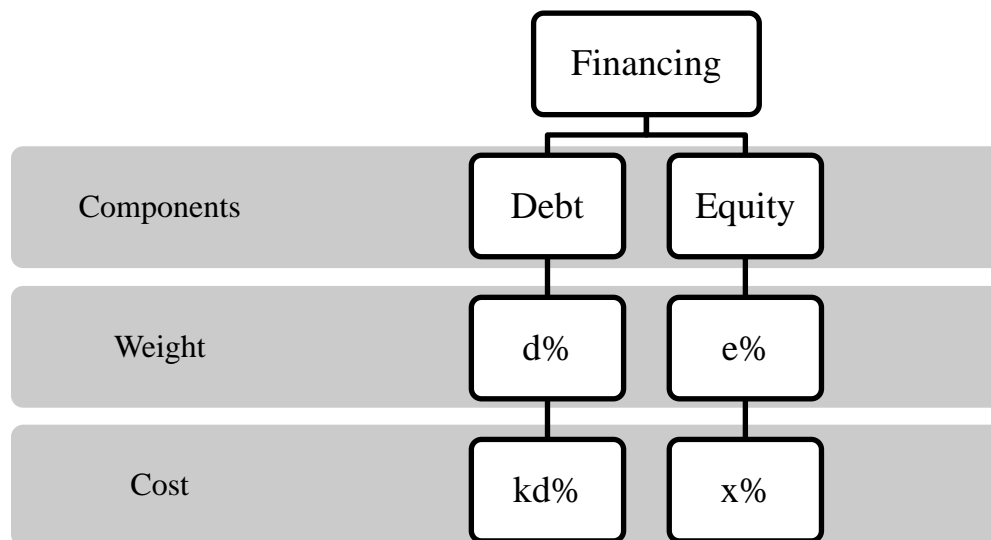 Financing
Components
Debt
Equity
Weight
d%
e%
Cost
kd%
x%